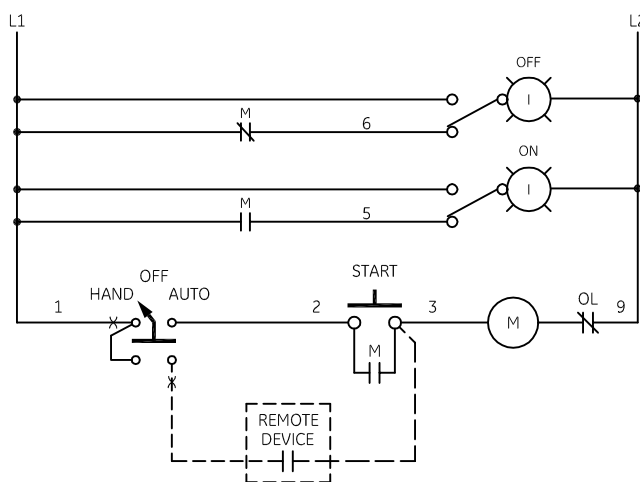 L1
L2
OFF
I
M
6
ON
I
M
5
START
OFF
HAND AUTO
1
2
3
M
OL
9
M
REMOTE
DEVICE